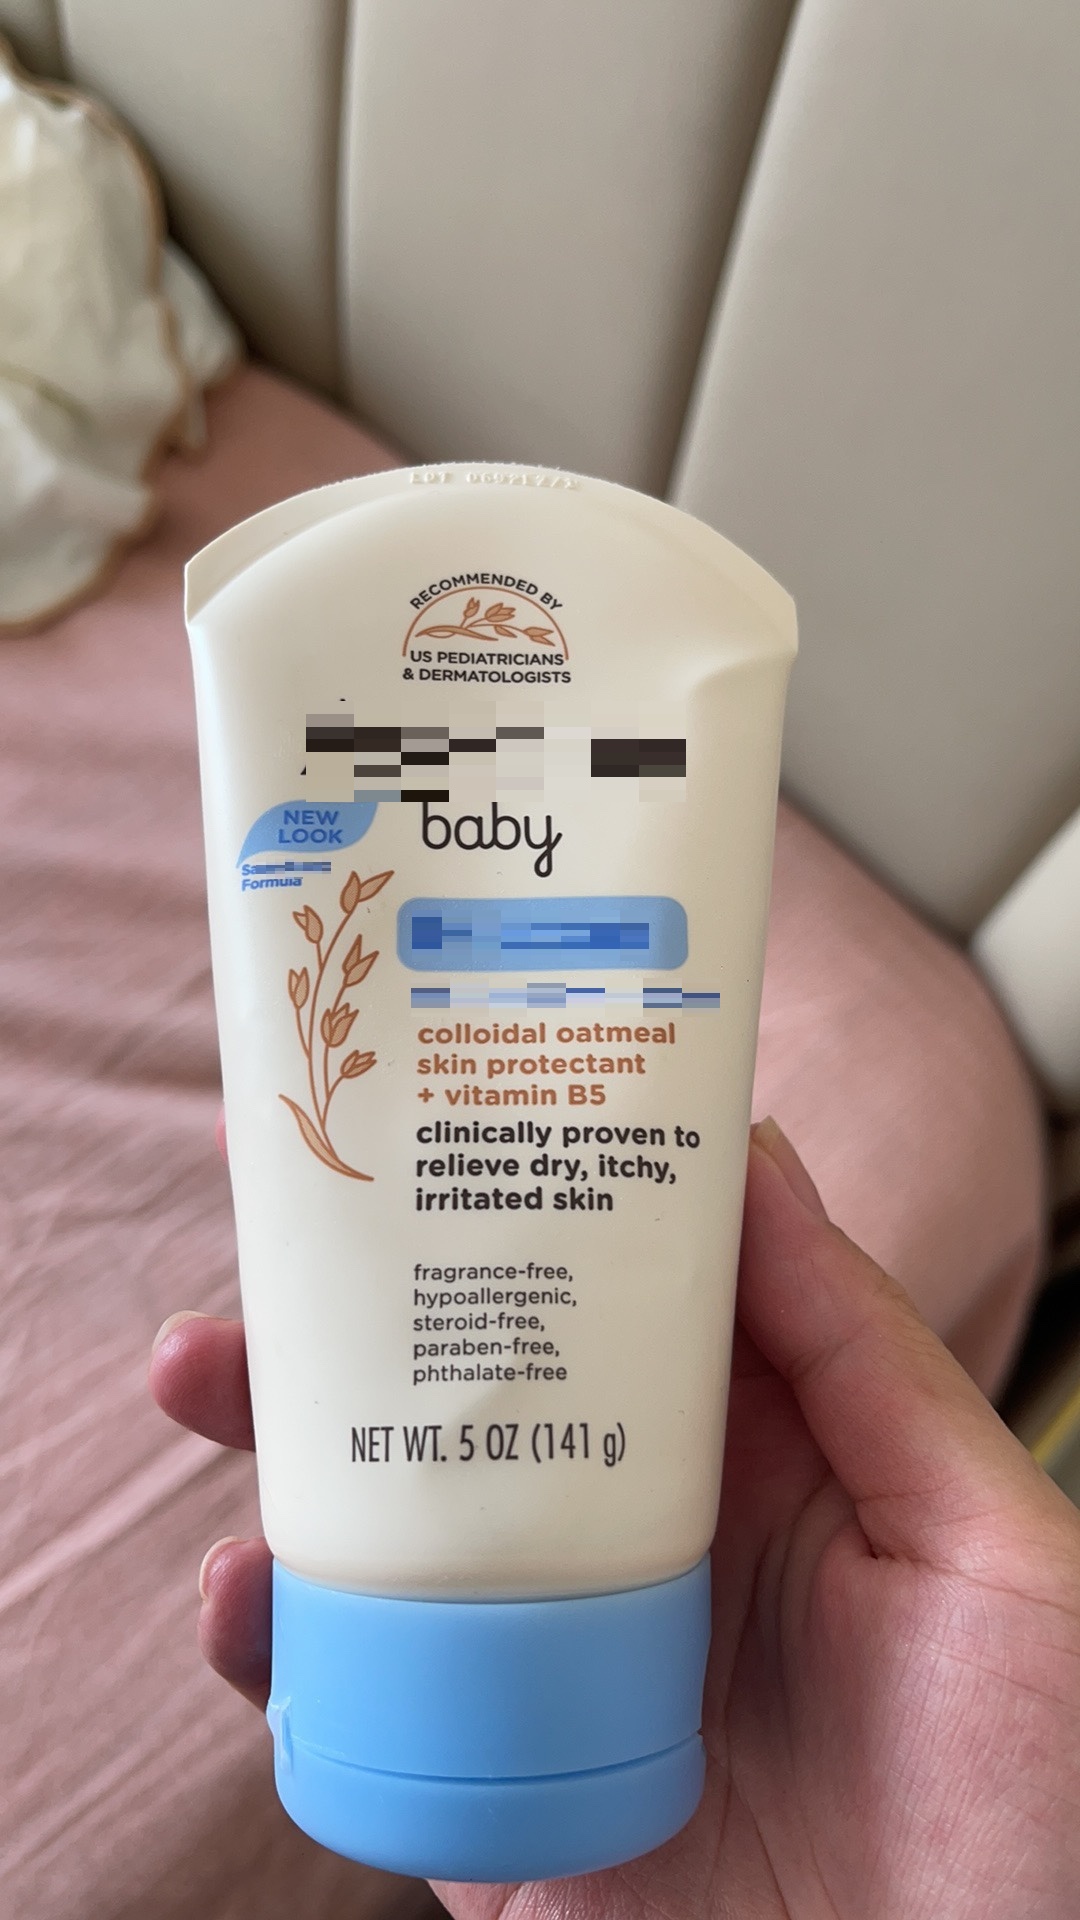 RECOMMENDED BY
US PEDIATRICIANS
& DERMATOLOGISTS
baby
NEW
LOOK
Formula
colloidal oatmeal
skin protectant
+ vitamin B5
clinically proven to
relieve dry, itchy,
irritated skin
fragrance-free,
hypoallergenic,
steroid-free,
paraben-free,
phthalate-free
NET WT. 5 OZ (141 g)